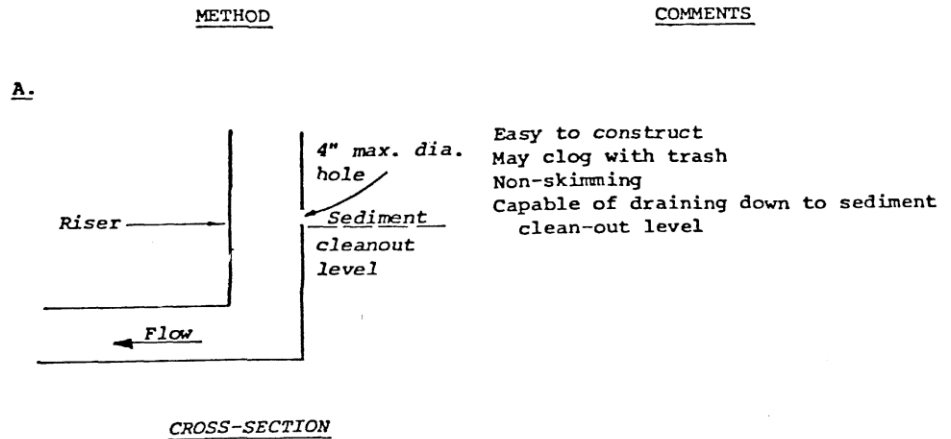 METHOD
COMMENTS
A.
4" max. dia.
hole
Riser
Sediment
cleanout
level
Flow
CROSS-SECTION
Easy to construct
May clog with trash
Non-skimming
Capable of draining down to sediment
clean-out level